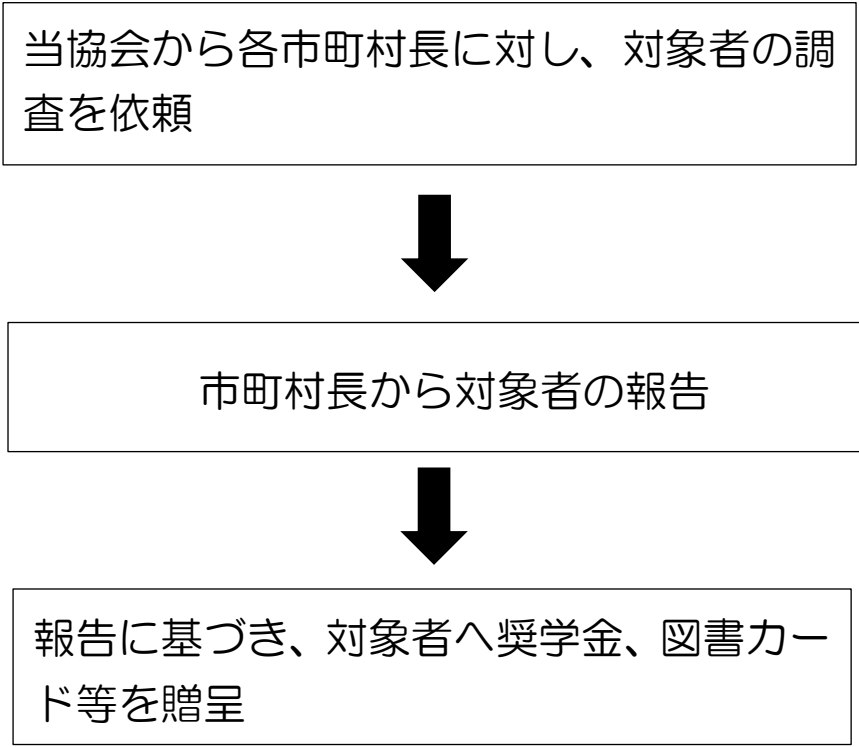 当協会から各市町村長に対し、対象者の調
査を依頼
市町村長から対象者の報告
報告に基づき、対象者へ奨学金、図書カー
ド等を贈呈